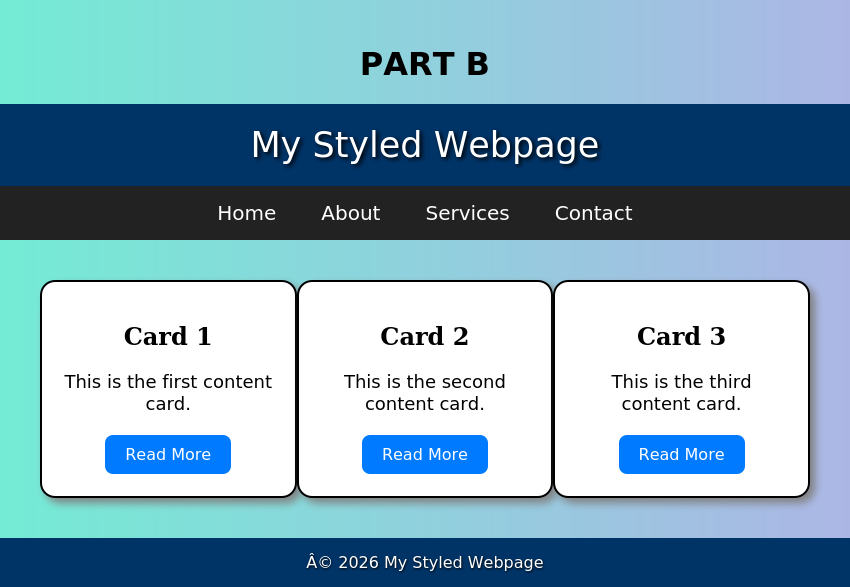 PART B
My Styled Webpage
Home About Services Contact
Card 1
This is the first content
card.
Read More
Card 2
This is the second
content card.
Read More
Card 3
This is the third
content card.
Read More
Â© 2026 My Styled Webpage